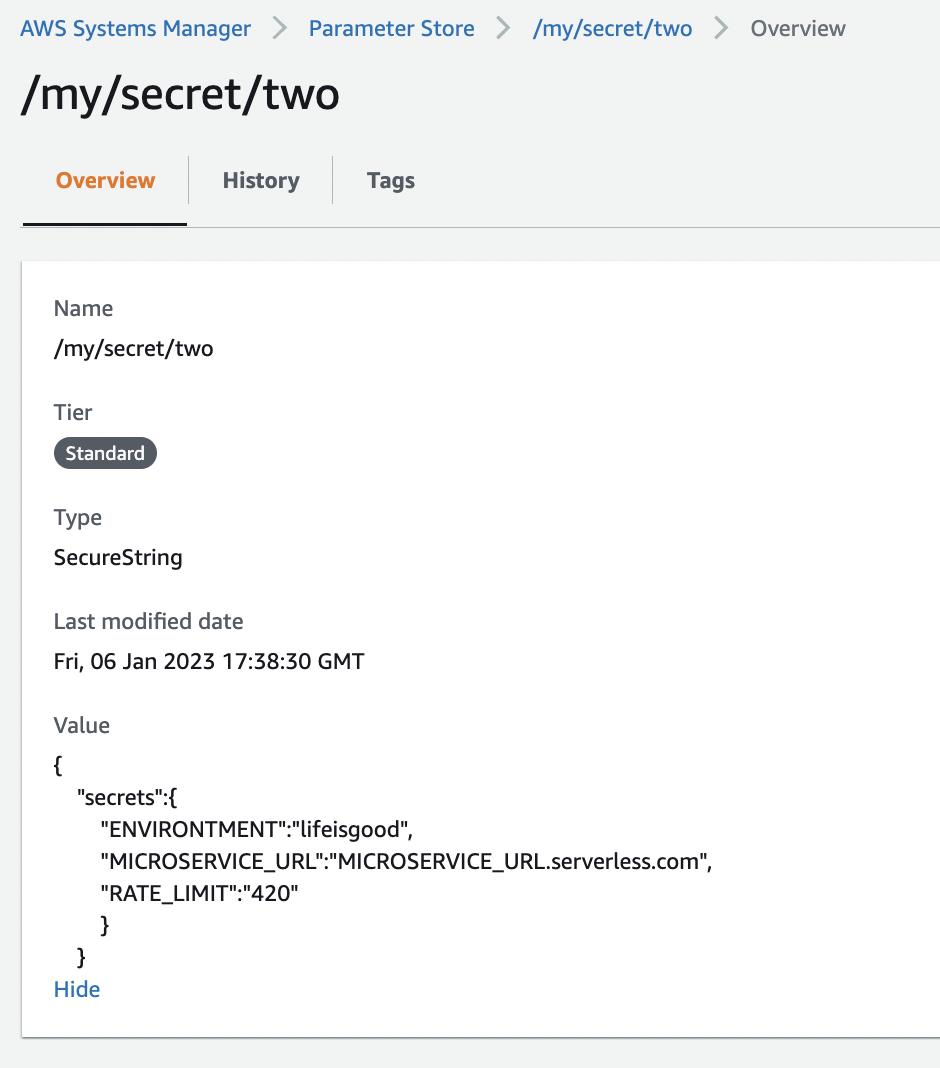 AWS Systems Manager > Parameter Store > /my/secret/two > Overview
/my/secret/two
Overview History Tags
Name
/my/secret/two
Tier
Standard
Type
SecureString
Last modified date
Fri, 06 Jan 2023 17:38:30 GMT
Value
{
"secrets":{
"ENVIRONTMENT":"lifeisgood",
"MICROSERVICE_URL":"MICROSERVICE_URL.serverless.com",
"RATE_LIMIT":"420"
}
}
Hide